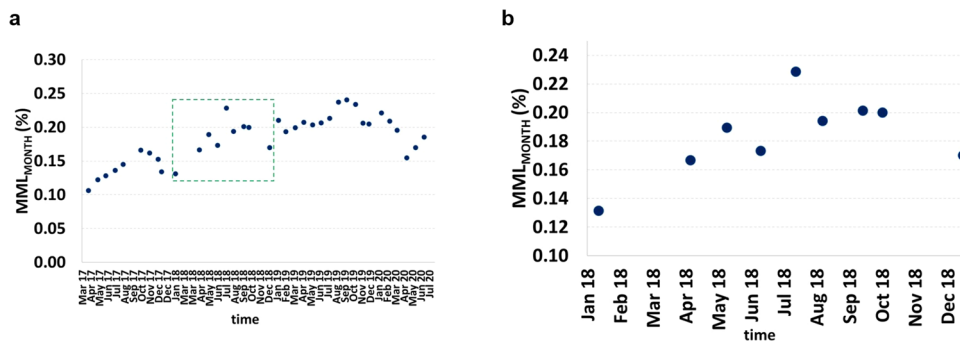 a
MML_MONTH (%)
0.30
0.25
0.20
0.15
0.10
0.05
0.00
Mar 17
Apr 17
May 17
Jun 17
Jul 17
Aug 17
Sep 17
Oct 17
Nov 17
Dec 17
Dec 17
Jan 18
Mar 18
Apr 18
May 18
Jun 18
Jul 18
Aug 18
Sep 18
Oct 18
Nov 18
Dec 18
Jan 19
Feb 19
Mar 19
Apr 19
May 19
Jun 19
Jul 19
Aug 19
Sep 19
Oct 19
Nov 19
Dec 19
Jan 20
Feb 20
Mar 20
Apr 20
May 20
Jun 20
Jul 20
time
b
MML_MONTH (%)
0.24
0.22
0.20
0.18
0.16
0.14
0.12
0.10
Jan 18
Feb 18
Mar 18
Apr 18
May 18
Jun 18
Jul 18
Aug 18
Sep 18
Oct 18
Nov 18
Dec 18
time